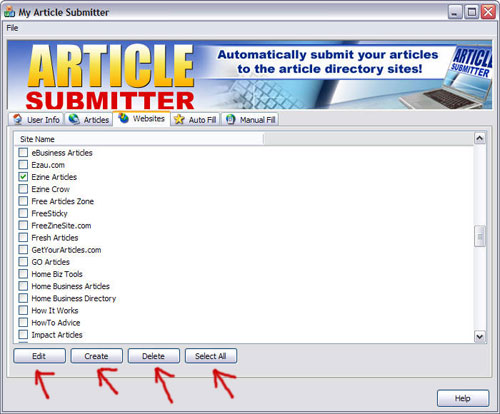 My Article Submitter
File
ARTICLE
SUBMITTER
Automatically submit your articles
to the article directory sites!
ARTICLE
SUBMITTER
User Info Articles Websites Auto Fill Manual Fill
Site Name
eBusiness Articles
Ezau.com
Ezine Articles
Ezine Crow
Free Articles Zone
FreeSticky
FreeZineSite.com
Fresh Articles
GetYourArticles.com
GO Articles
Home Biz Tools
Home Business Articles
Home Business Directory
How It Works
HowTo Advice
Impact Articles
Edit Create Delete Select All
Help